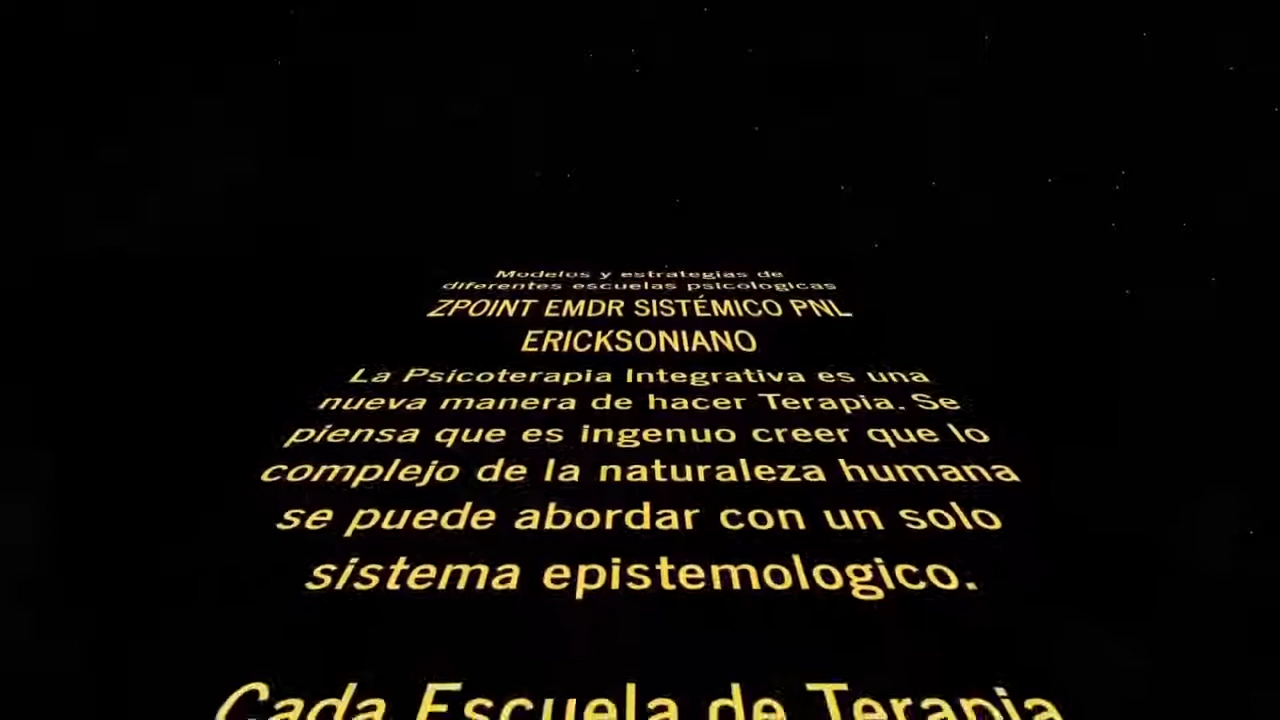 Modelos y estrategias de
diferentes escuelas psicologicas
ZPOINT EMDR SISTÉMICO PNL
ERICKSONIANO
La Psicoterapia Integrativa es una
nueva manera de hacer Terapia. Se
piensa que es ingenuo creer que lo
complejo de la naturaleza humana
se puede abordar con un solo
sistema epistemologico.
Cada Escuela de Terapia